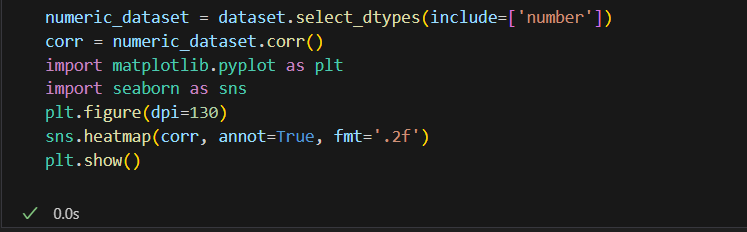 numeric_dataset = dataset.select_dtypes(include=['number'])
corr = numeric_dataset.corr()
import matplotlib.pyplot as plt
import seaborn as sns
plt.figure(dpi=130)
sns.heatmap(corr, annot=True, fmt='.2f')
plt.show()
0.0s